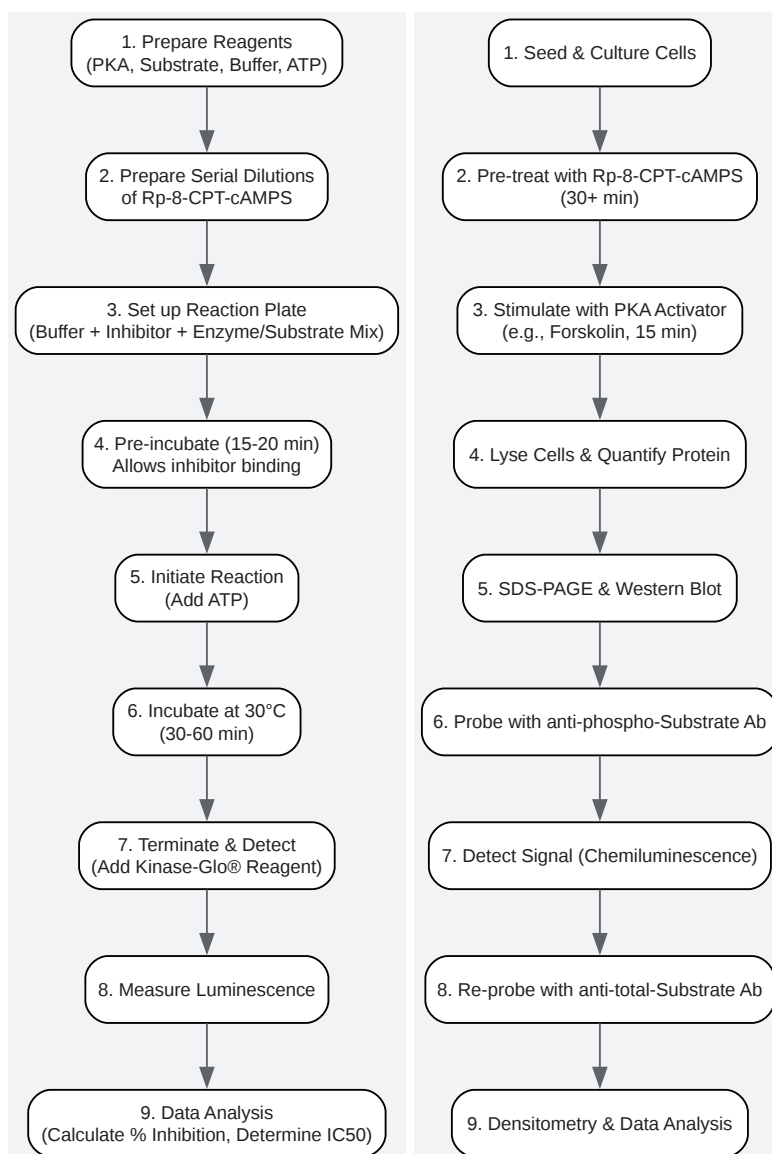 1. Prepare Reagents
(PKA, Substrate, Buffer, ATP)
2. Prepare Serial Dilutions
of Rp-8-CPT-cAMPS
3. Set up Reaction Plate
(Buffer + Inhibitor + Enzyme/Substrate Mix)
4. Pre-incubate (15-20 min)
Allows inhibitor binding
5. Initiate Reaction
(Add ATP)
6. Incubate at 30°C
(30-60 min)
7. Terminate & Detect
(Add Kinase-Glo® Reagent)
8. Measure Luminescence
9. Data Analysis
(Calculate % Inhibition, Determine IC50)
1. Seed & Culture Cells
2. Pre-treat with Rp-8-CPT-cAMPS
(30+ min)
3. Stimulate with PKA Activator
(e.g., Forskolin, 15 min)
4. Lyse Cells & Quantify Protein
5. SDS-PAGE & Western Blot
6. Probe with anti-phospho-Substrate Ab
7. Detect Signal (Chemiluminescence)
8. Re-probe with anti-total-Substrate Ab
9. Densitometry & Data Analysis